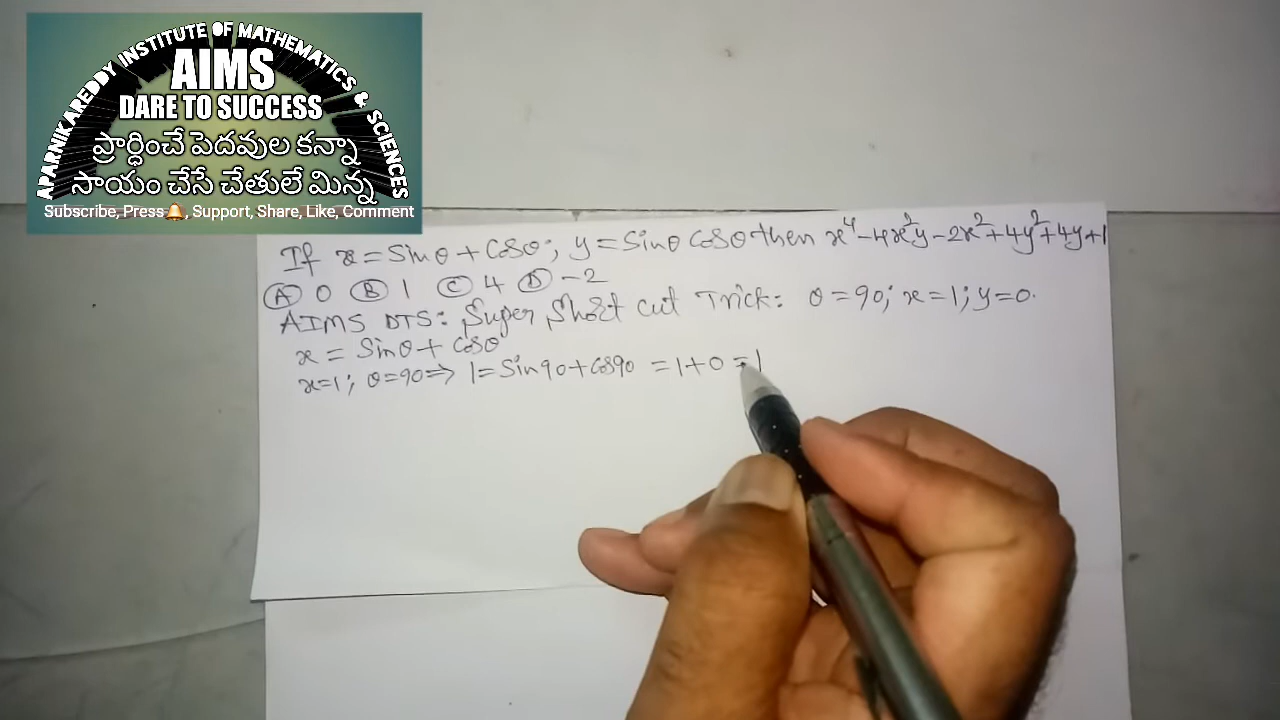 APARNIKAREDDY INSTITUTE OF MATHEMATICS & SCIENCES
AIMS
DARE TO SUCCESS
ప్రార్ధించే పెదవుల కన్నా
సాయం చేసే చేతులే మిన్న
Subscribe, Press🔔, Support, Share, Like, Comment
If x = Sinθ + Cosθ; y = Sinθ Cosθ then x⁴-4x²y-2x²+4y²+4y+1
Ⓐ 0 Ⓑ 1 Ⓒ 4 Ⓓ -2
AIMS DTS: Super Short Cut Trick: θ=90; x=1; y=0.
x = Sinθ + Cosθ
x=1; θ=90 ⇒ 1 = Sin90+Cos90 = 1+0 = 1